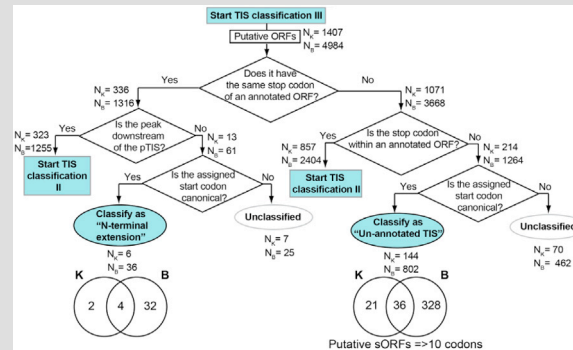 Start TIS classification III
Putative ORFs
N_K= 1407
N_B= 4984
Does it have
the same stop codon
of an annotated ORF?
Yes
No
N_K= 336
N_B= 1316
N_K= 1071
N_B= 3668
Is the peak
downstream
of the pTIS?
Yes
No
N_K= 323
N_B=1255
N_K= 13
N_B= 61
Start TIS
classification
II
Is the assigned
start codon
canonical?
Yes
No
Classify as
“N-terminal
extension”
Unclassified
N_K= 6
N_B= 36
N_K= 7
N_B= 25
K
B
2
4
32
Is the stop codon
within an annotated ORF?
Yes
No
N_K= 857
N_B= 2404
N_K= 214
N_B= 1264
Start TIS
classification II
Is the assigned
start codon
canonical?
Yes
No
Classify as
“Un-annotated TIS”
Unclassified
N_K= 144
N_B= 802
N_K= 70
N_B= 462
K
B
21
36
328
Putative sORFs =>10 codons